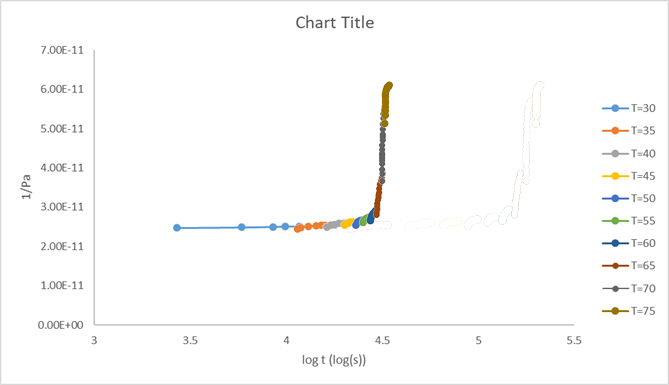 Chart Title
7.00E-11
6.00E-11
5.00E-11
4.00E-11
3.00E-11
2.00E-11
1.00E-11
0.00E+00
1/Pa
3 3.5 4 4.5 5 5.5
log t (log(s))
T=30
T=35
T=40
T=45
T=50
T=55
T=60
T=65
T=70
T=75